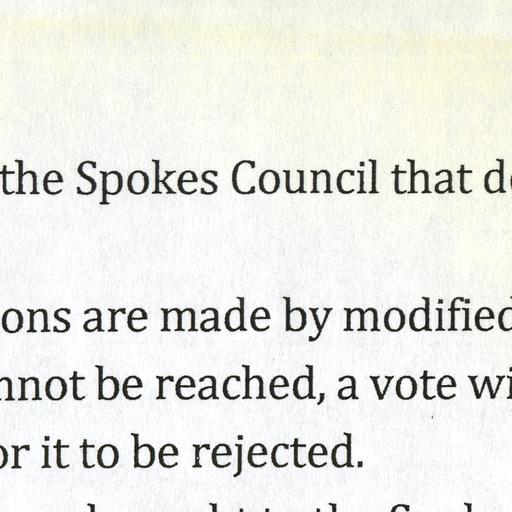 the Spokes Council that d
ons are made by modified
nnot be reached, a vote wi
or it to be rejected.